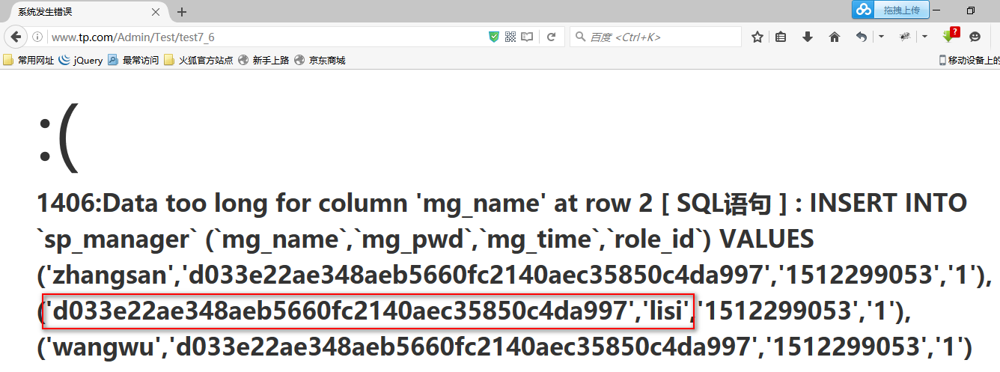 系统发生错误
拖拽上传
www.tp.com/Admin/Test/test7_6
百度 <Ctrl+K>
?
常用网址 jQuery 最常访问 火狐官方站点 新手上路 京东商城 移动设备上的
:(
1406:Data too long for column 'mg_name' at row 2 [ SQL语句 ] : INSERT INTO
`sp_manager` (`mg_name`,`mg_pwd`,`mg_time`,`role_id`) VALUES
('zhangsan','d033e22ae348aeb5660fc2140aec35850c4da997','1512299053','1'),
('d033e22ae348aeb5660fc2140aec35850c4da997','lisi','1512299053','1'),
('wangwu','d033e22ae348aeb5660fc2140aec35850c4da997','1512299053','1')